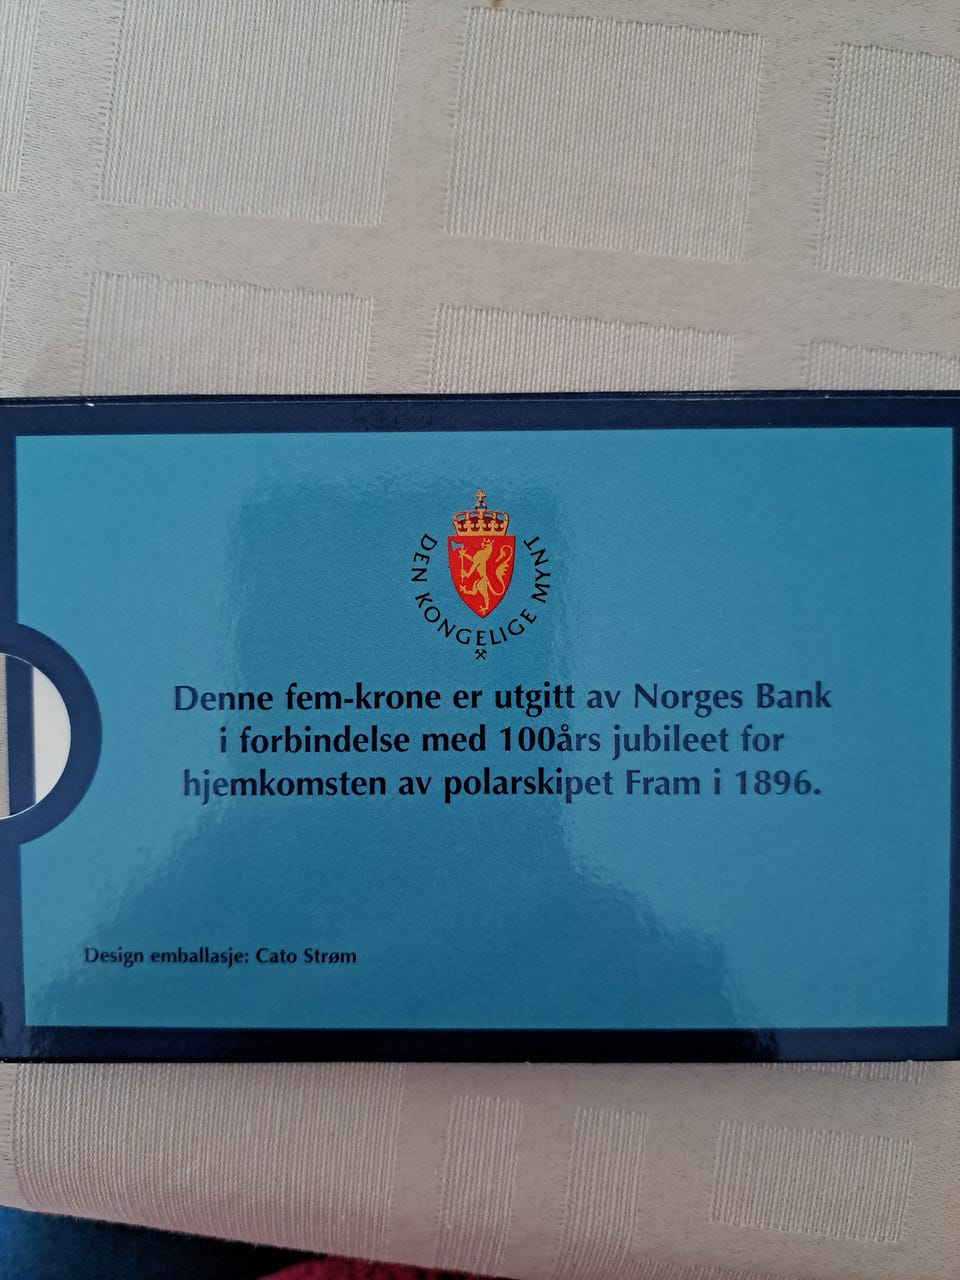 DEN KONGELIGE MYNT
Denne fem-krone er utgitt av Norges Bank
i forbindelse med 100års jubileet for
hjemkomsten av polarskipet Fram i 1896.
Design emballasje: Cato Strøm